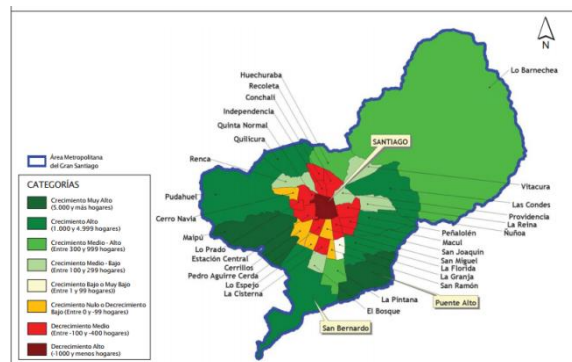 N
Lo Barnechea
Huechuraba
Recoleta
Conchalí
Independencia
Quinta Normal
Quilicura
Renca
Pudahuel
Cerro Navia
Maipú
Lo Prado
Estación Central
Cerrillos
Pedro Aguirre Cerda
Lo Espejo
La Cisterna
SANTIAGO
Vitacura
Las Condes
Providencia
La Reina
Ñuñoa
Peñalolén
Macul
San Joaquín
San Miguel
La Florida
La Granja
San Ramón
La Pintana
El Bosque
Puente Alto
San Bernardo
Área Metropolitana
del Gran Santiago
CATEGORÍAS
Crecimiento Muy Alto
(5.000 y más hogares)
Crecimiento Alto
(1.000 y 4.999 hogares)
Crecimiento Medio - Alto
(Entre 300 y 999 hogares)
Crecimiento Medio - Bajo
(Entre 100 y 299 hogares)
Crecimiento Bajo o Muy Bajo
(Entre 1 y 99 hogares)
Crecimiento Nulo o Decrecimiento
Bajo (Entre 0 y -99 hogares)
Decrecimiento Medio
(Entre -100 y -400 hogares)
Decrecimiento Alto
(-1000 y menos hogares)